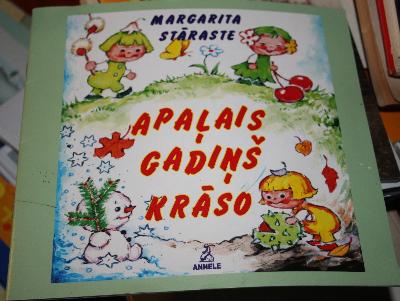 MARGARITA
STĀRASTE
APAĻAIS
GADIŅŠ
KRĀSO
ANNELE